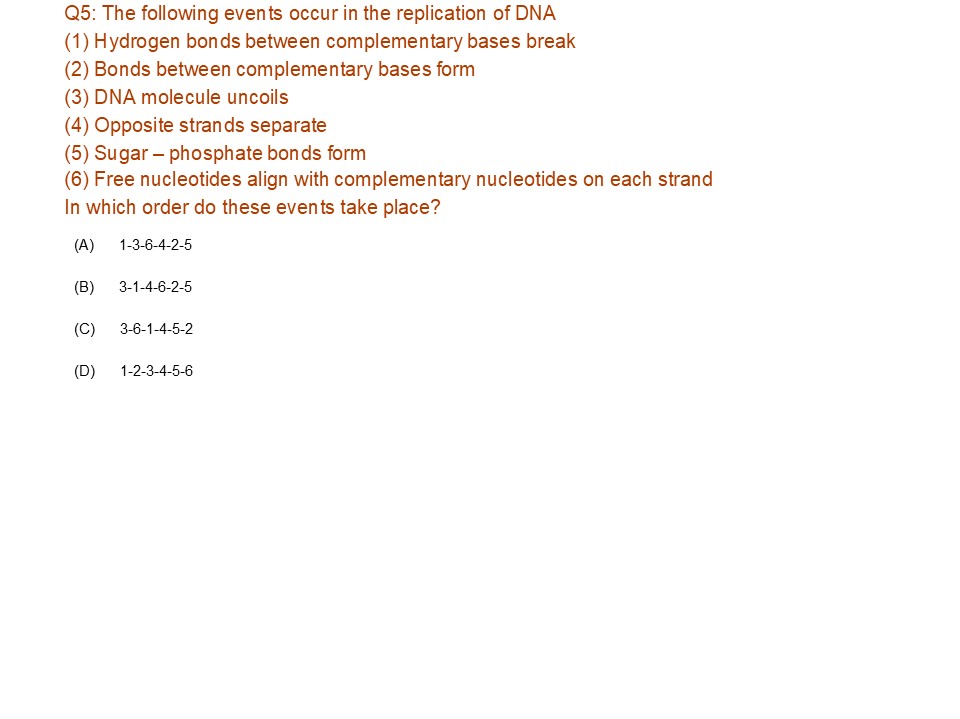 Q5: The following events occur in the replication of DNA
(1) Hydrogen bonds between complementary bases break
(2) Bonds between complementary bases form
(3) DNA molecule uncoils
(4) Opposite strands separate
(5) Sugar – phosphate bonds form
(6) Free nucleotides align with complementary nucleotides on each strand
In which order do these events take place?
(A) 1-3-6-4-2-5
(B) 3-1-4-6-2-5
(C) 3-6-1-4-5-2
(D) 1-2-3-4-5-6